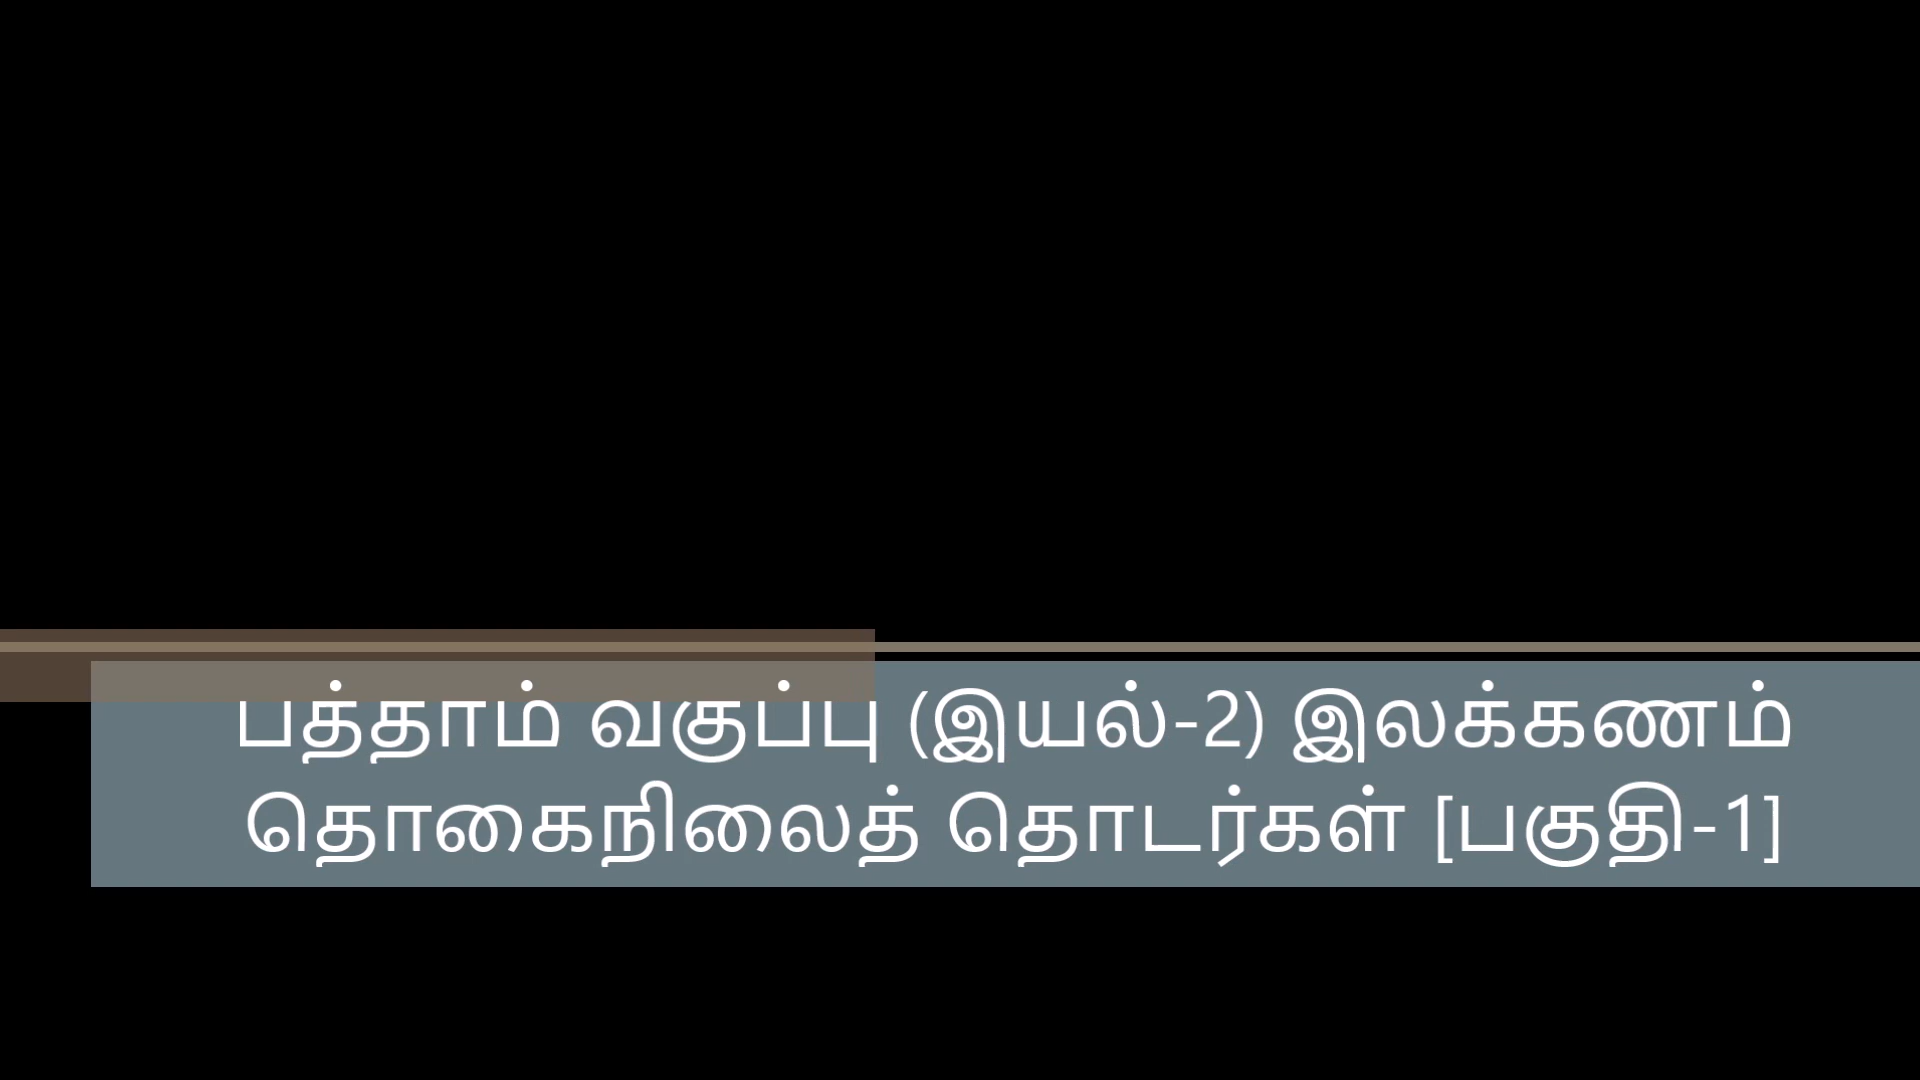 பத்தாம் வகுப்பு (இயல்-2) இலக்கணம்
தொகைநிலைத் தொடர்கள் [பகுதி-1]